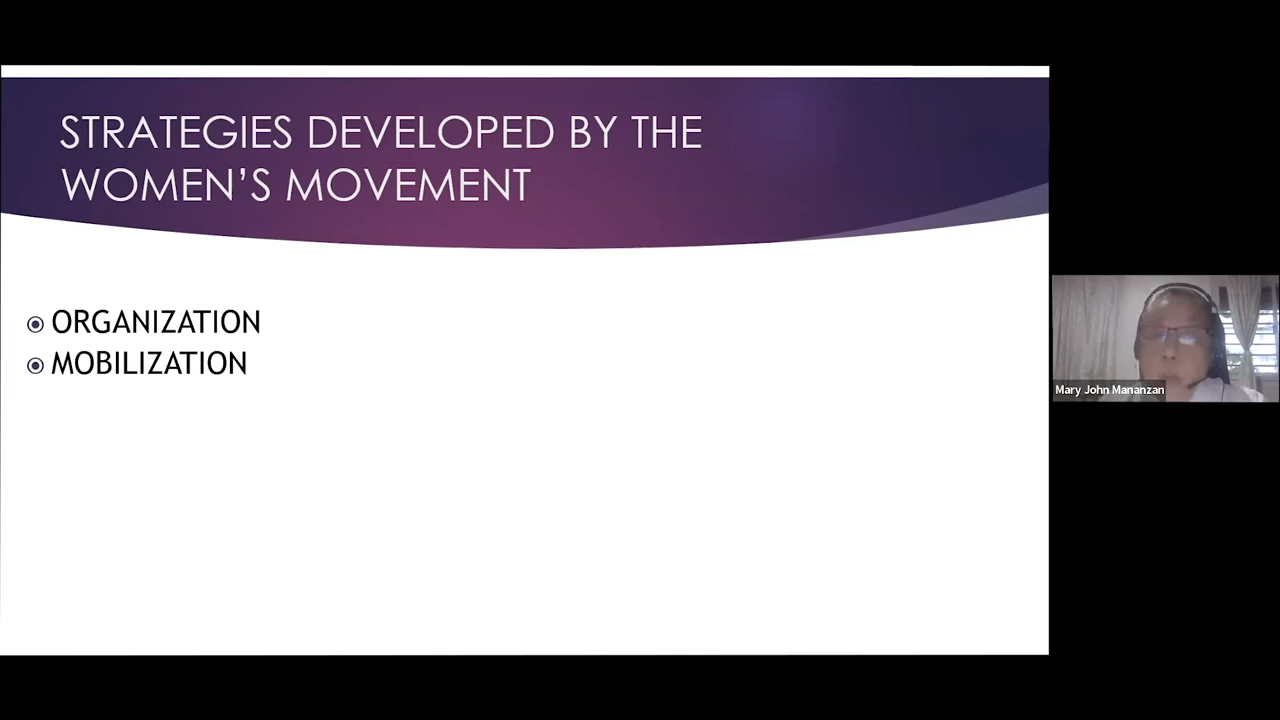 STRATEGIES DEVELOPED BY THE
WOMEN’S MOVEMENT
ORGANIZATION
MOBILIZATION
Mary John Mananzan